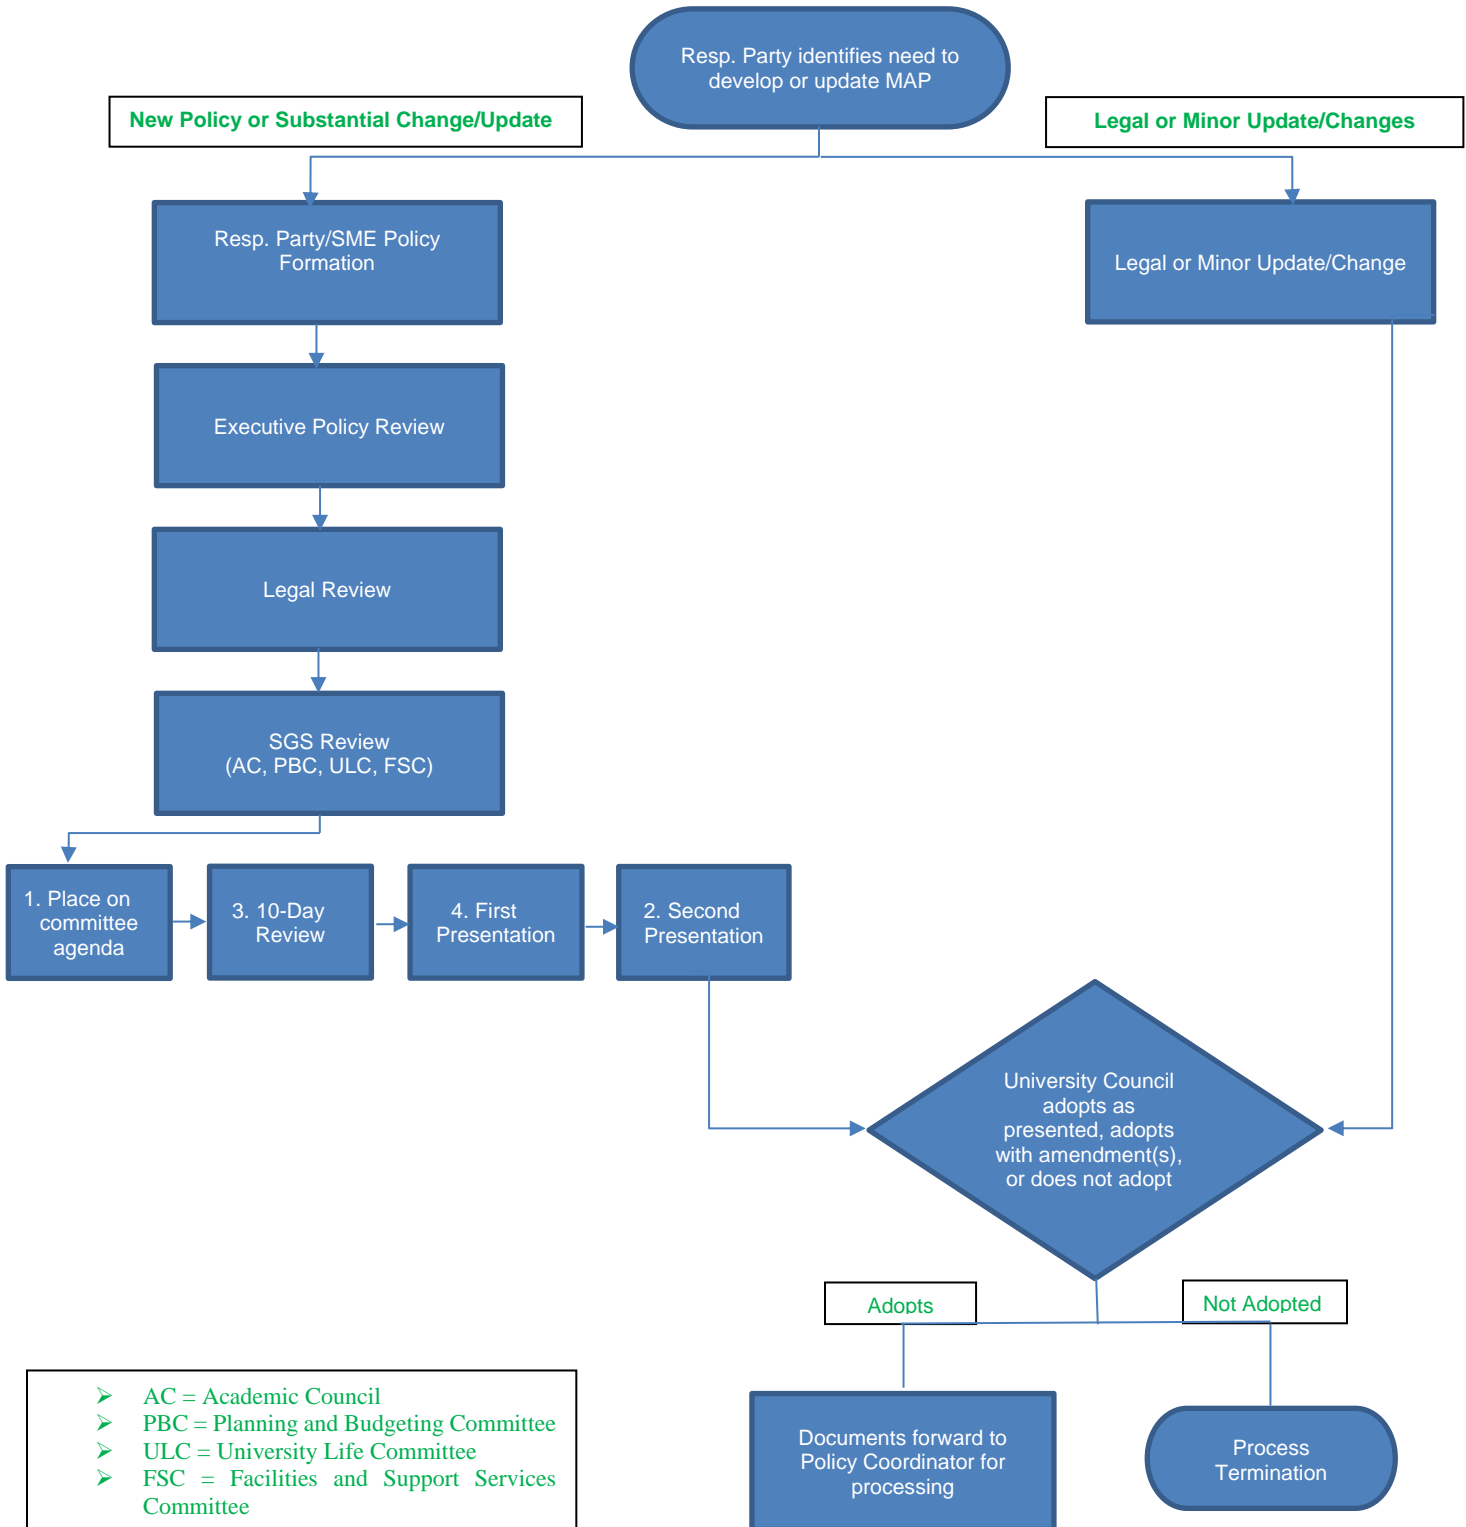 Resp. Party identifies need to
develop or update MAP
New Policy or Substantial Change/Update
Legal or Minor Update/Changes
Resp. Party/SME Policy
Formation
Legal or Minor Update/Change
Executive Policy Review
Legal Review
SGS Review
(AC, PBC, ULC, FSC)
1. Place on
committee
agenda
3. 10-Day
Review
4. First
Presentation
2. Second
Presentation
University Council
adopts as
presented, adopts
with amendment(s),
or does not adopt
Adopts
Not Adopted
➢ AC = Academic Council
➢ PBC = Planning and Budgeting Committee
➢ ULC = University Life Committee
➢ FSC = Facilities and Support Services
Committee
Documents forward to
Policy Coordinator for
processing
Process
Termination